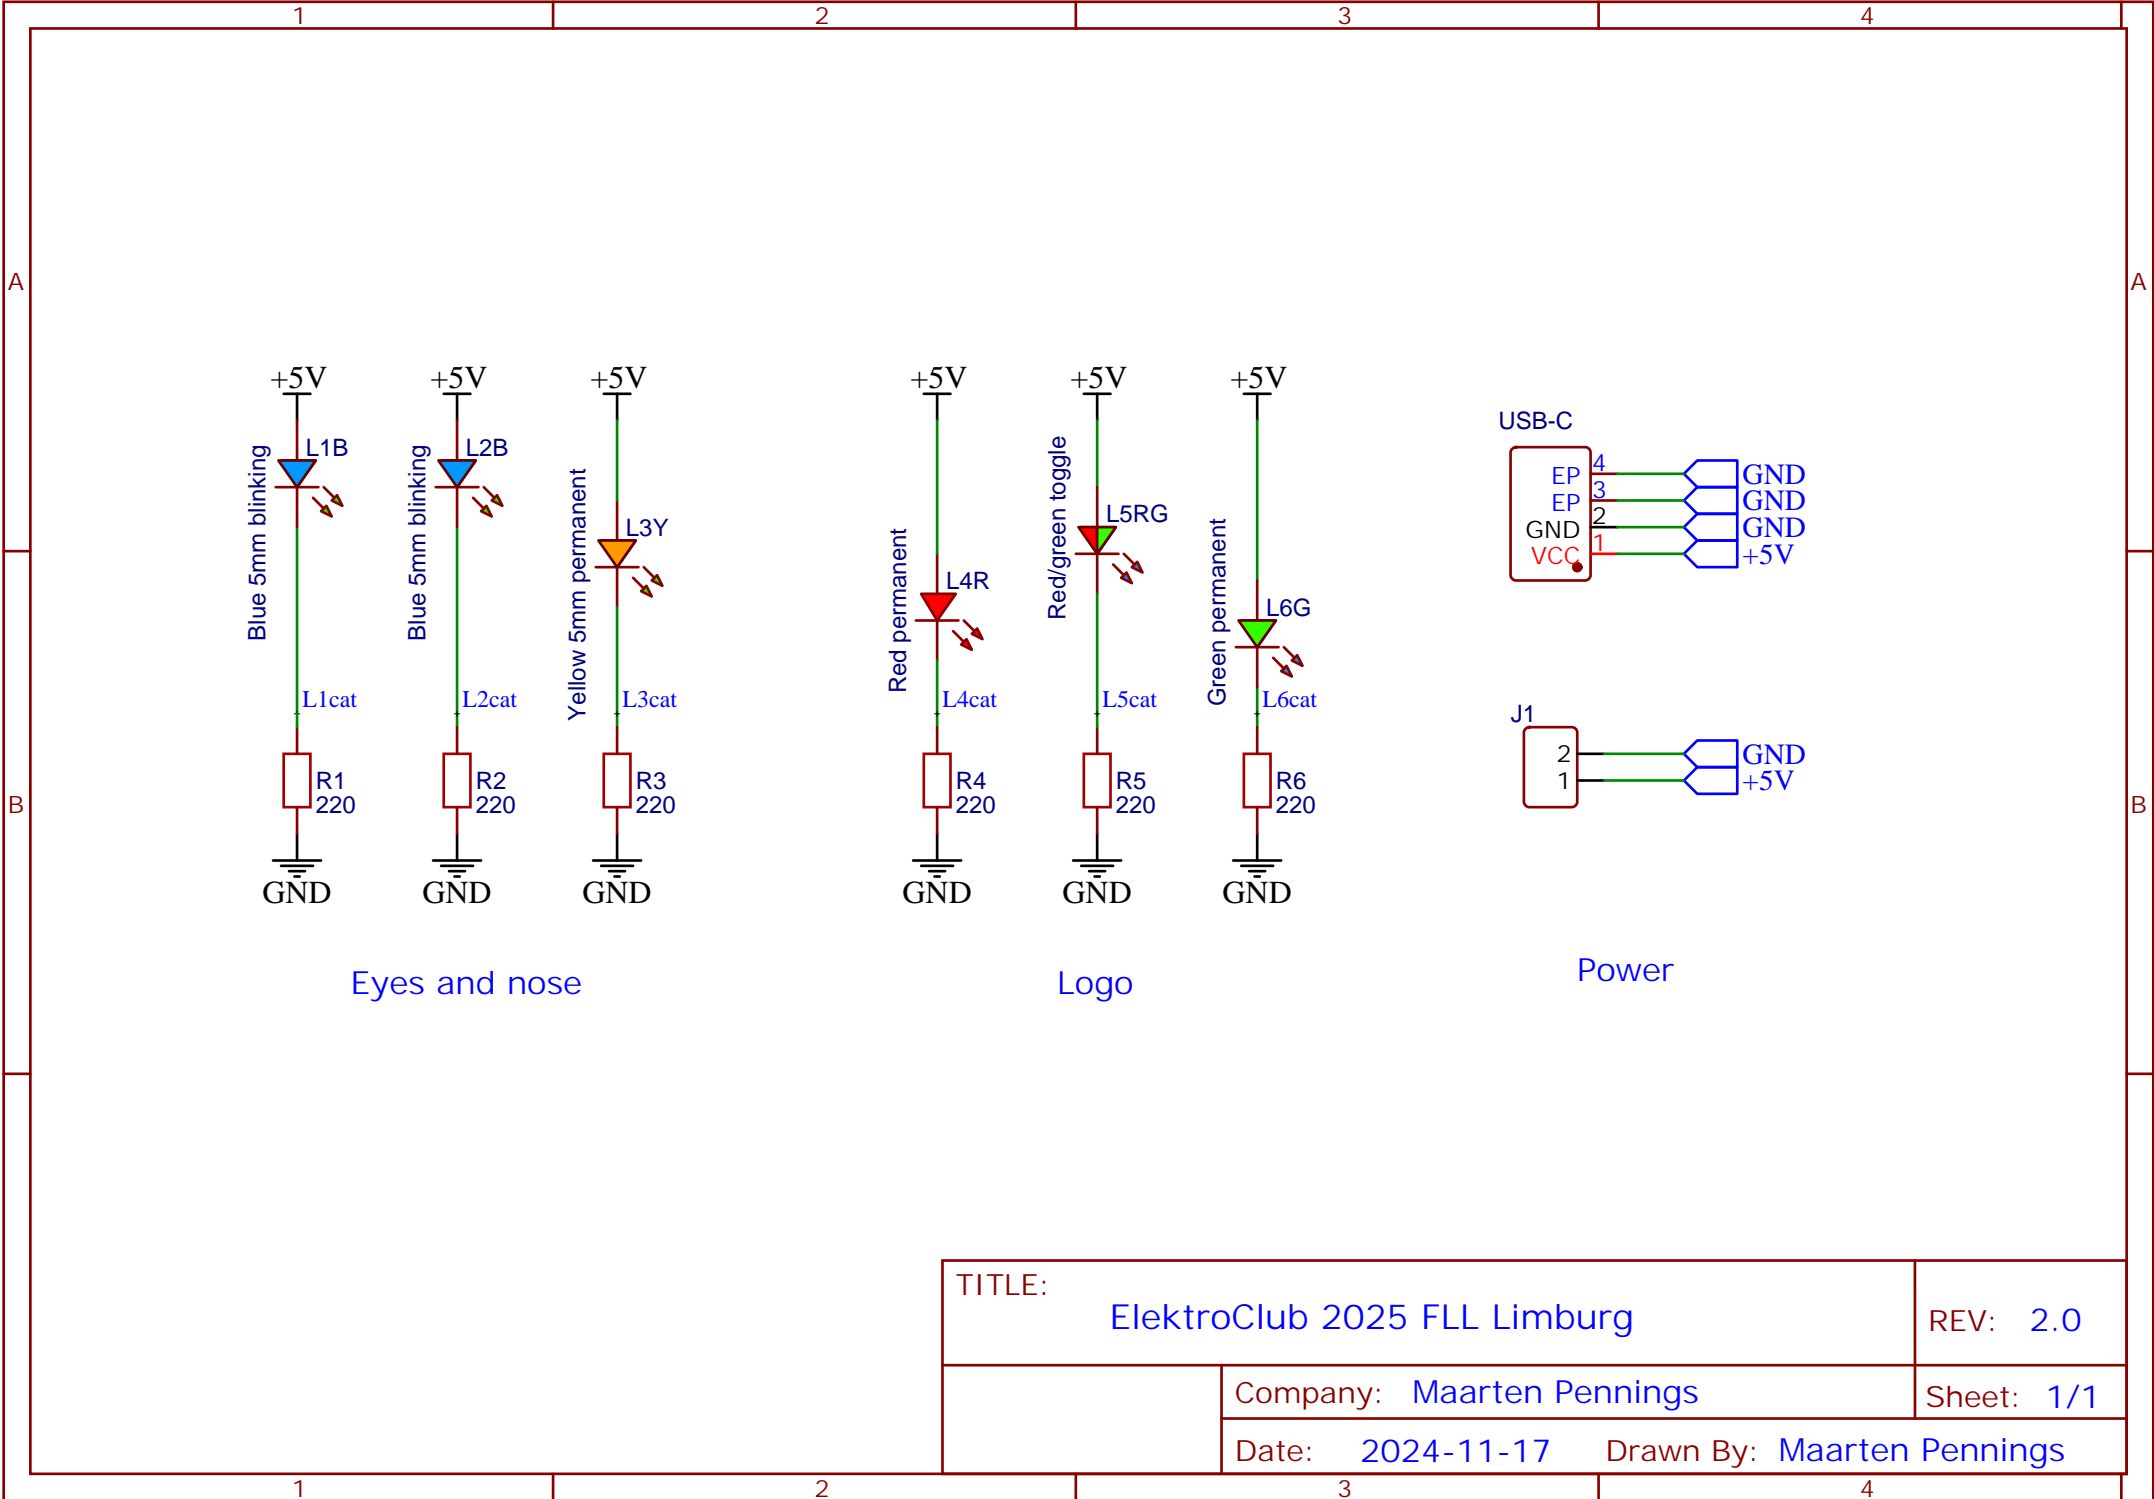 1 2 3 4
A A
+5V +5V +5V +5V +5V +5V
USB-C
L1B L2B
Blue 5mm blinking
Blue 5mm blinking
L3Y
Yellow 5mm permanent
L4R
Red permanent
L5RG
Red/green toggle
L6G
Green permanent
EP 4 GND
EP 3 GND
GND 2 GND
VCC 1 +5V
L1cat L2cat L3cat L4cat L5cat L6cat
J1
2 GND
1 +5V
R1 R2 R3 R4 R5 R6
220 220 220 220 220 220
B B
GND GND GND GND GND GND
Eyes and nose
Logo
Power
TITLE:
ElektroClub 2025 FLL Limburg
REV: 2.0
Company: Maarten Pennings
Sheet: 1/1
Date: 2024-11-17
Drawn By: Maarten Pennings
1 2 3 4